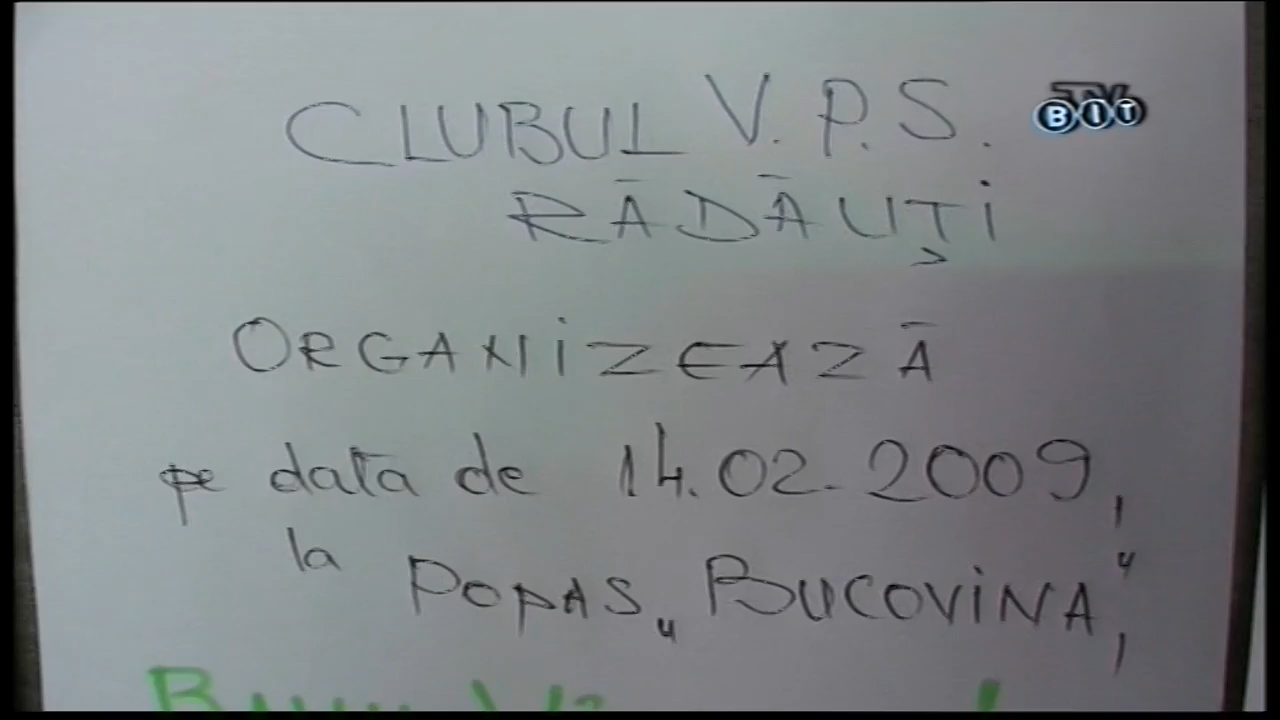 CLUBUL V.P.S.
RĂDĂUȚI
ORGANIZEAZĂ
pe data de 14.02.2009,
la POPAS „BUCOVINA”,
BIT TV